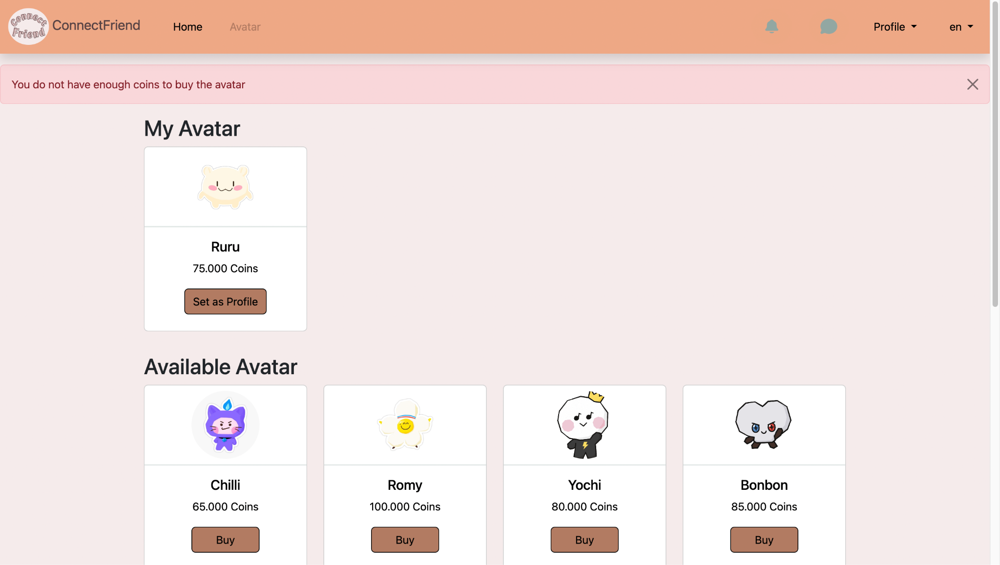 Connect
Friend
ConnectFriend
Home
Avatar
Profile
en
You do not have enough coins to buy the avatar
My Avatar
Ruru
75.000 Coins
Set as Profile
Available Avatar
Chilli
65.000 Coins
Buy
Romy
100.000 Coins
Buy
Yochi
80.000 Coins
Buy
Bonbon
85.000 Coins
Buy